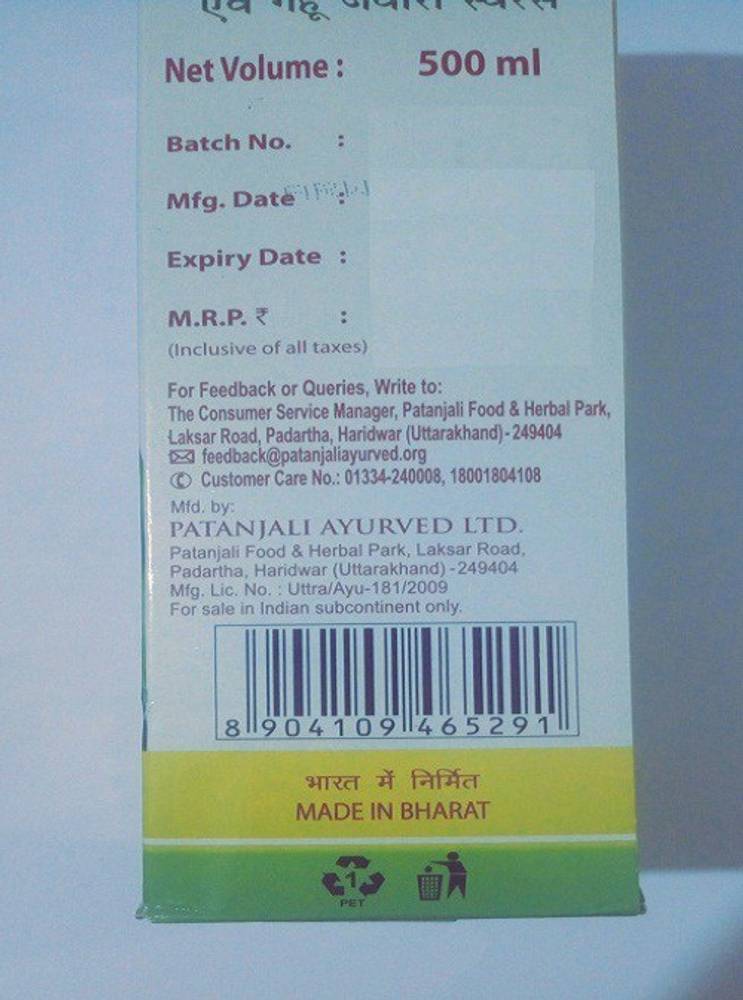 एवं गेहूँ जवारा स्वरस
Net Volume : 500 ml
Batch No. :
Mfg. Date :
Expiry Date :
M.R.P. ₹ :
(Inclusive of all taxes)
For Feedback or Queries, Write to:
The Consumer Service Manager, Patanjali Food & Herbal Park,
Laksar Road, Padartha, Haridwar (Uttarakhand)-249404
feedback@patanjaliayurved.org
Customer Care No.: 01334-240008, 18001804108
Mfd. by:
PATANJALI AYURVED LTD.
Patanjali Food & Herbal Park, Laksar Road,
Padartha, Haridwar (Uttarakhand)-249404
Mfg. Lic. No. : Uttra/Ayu-181/2009
For sale in Indian subcontinent only.
8 904109 465291
भारत में निर्मित
MADE IN BHARAT
1
PET